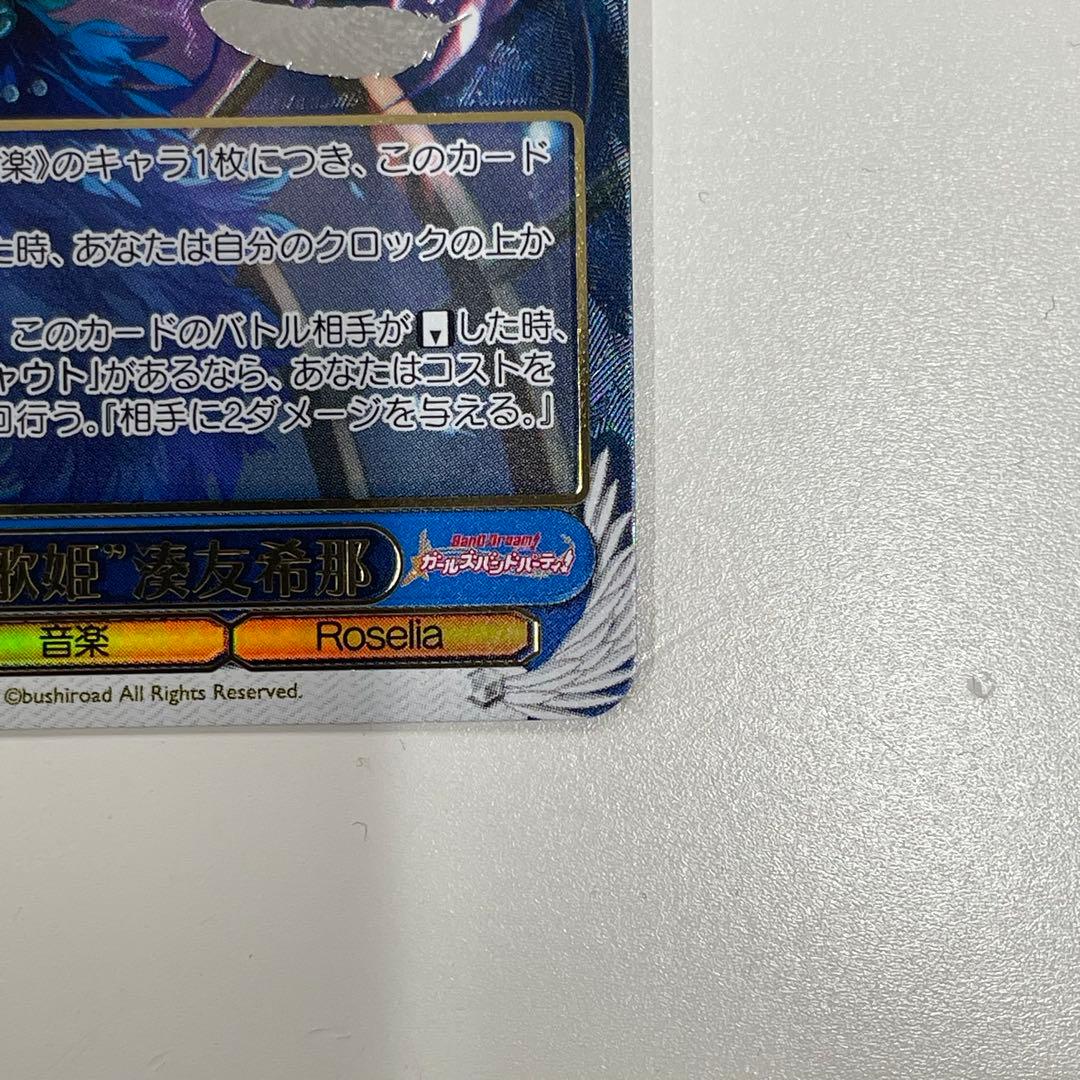 楽》のキャラ1枚につき、このカード
た時、あなたは自分のクロックの上か
このカードのバトル相手がした時、
ャウト」があるなら、あなたはコストを
回行う。『相手に2ダメージを与える。』
歌姫”湊友希那
BanG Dream!
ガールズバンドパーティ!
音楽
Roselia
©bushiroad All Rights Reserved.